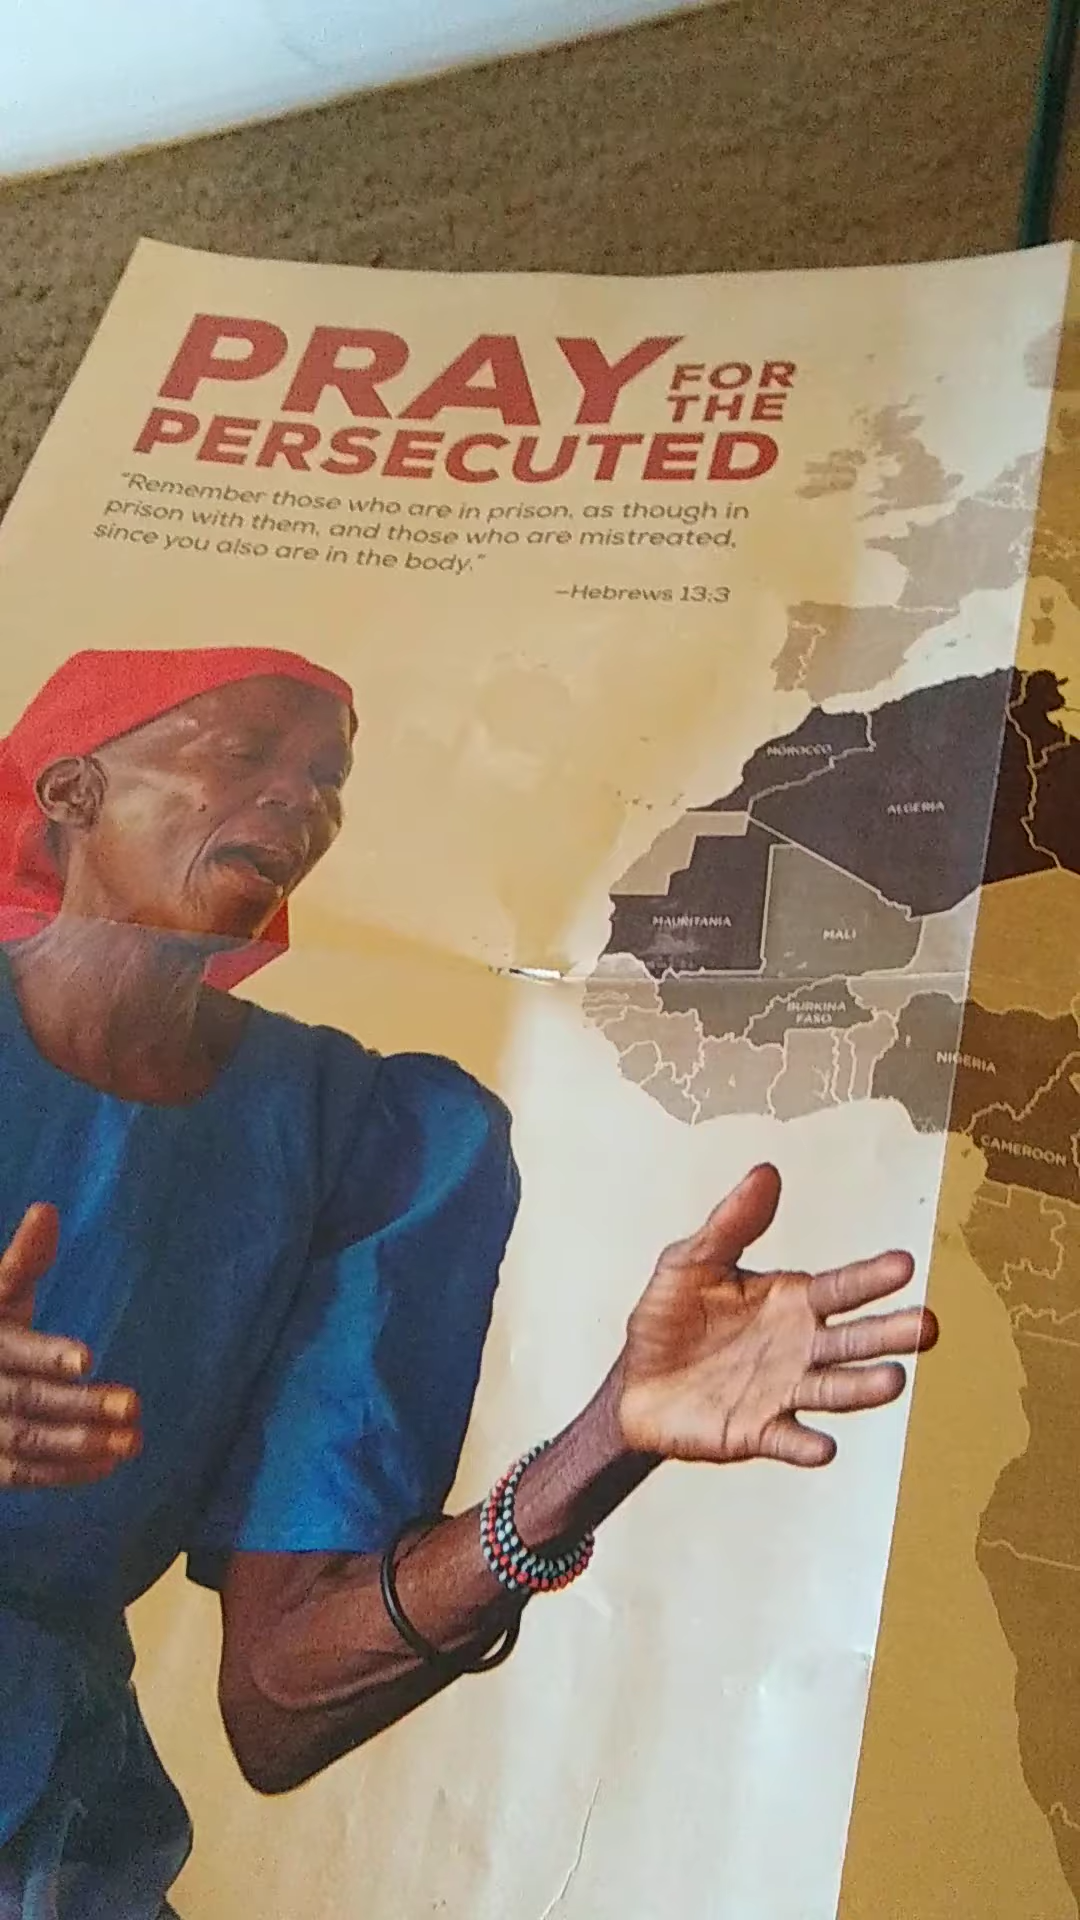 PRAY FOR
THE
PERSECUTED
"Remember those who are in prison, as though in
prison with them, and those who are mistreated,
since you also are in the body."
–Hebrews 13:3
MOROCCO
ALGERIA
MAURITANIA
MALI
BURKINA
FASO
NIGERIA
CAMEROON